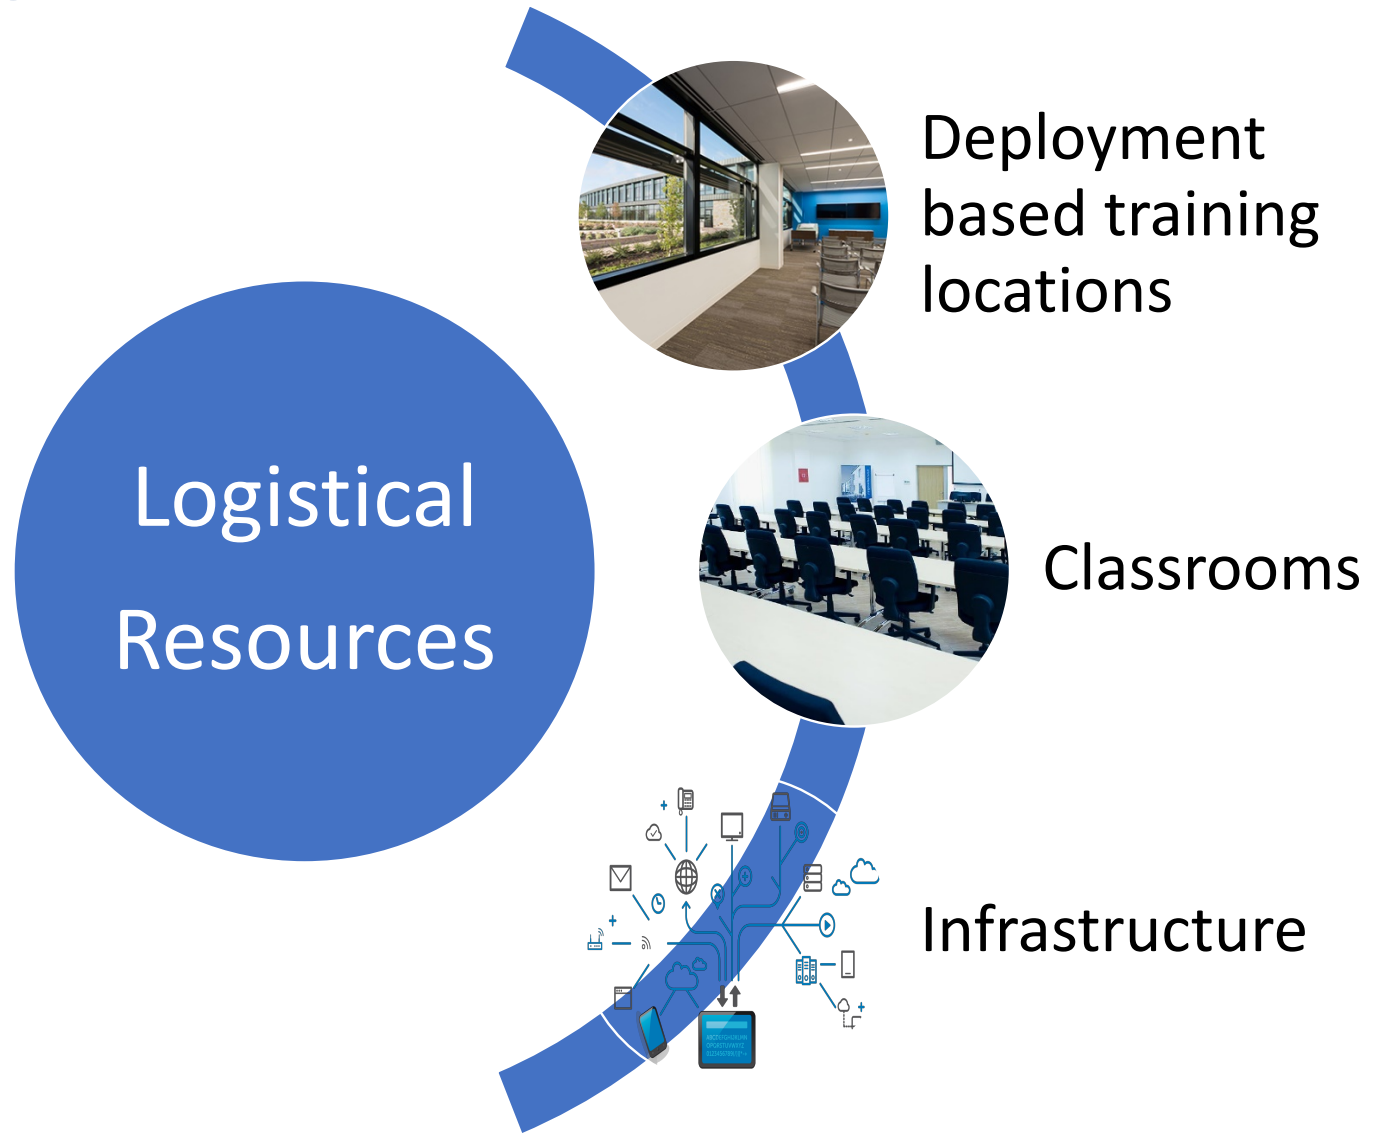 Deployment
based training
locations
Logistical
Resources
Classrooms
Infrastructure